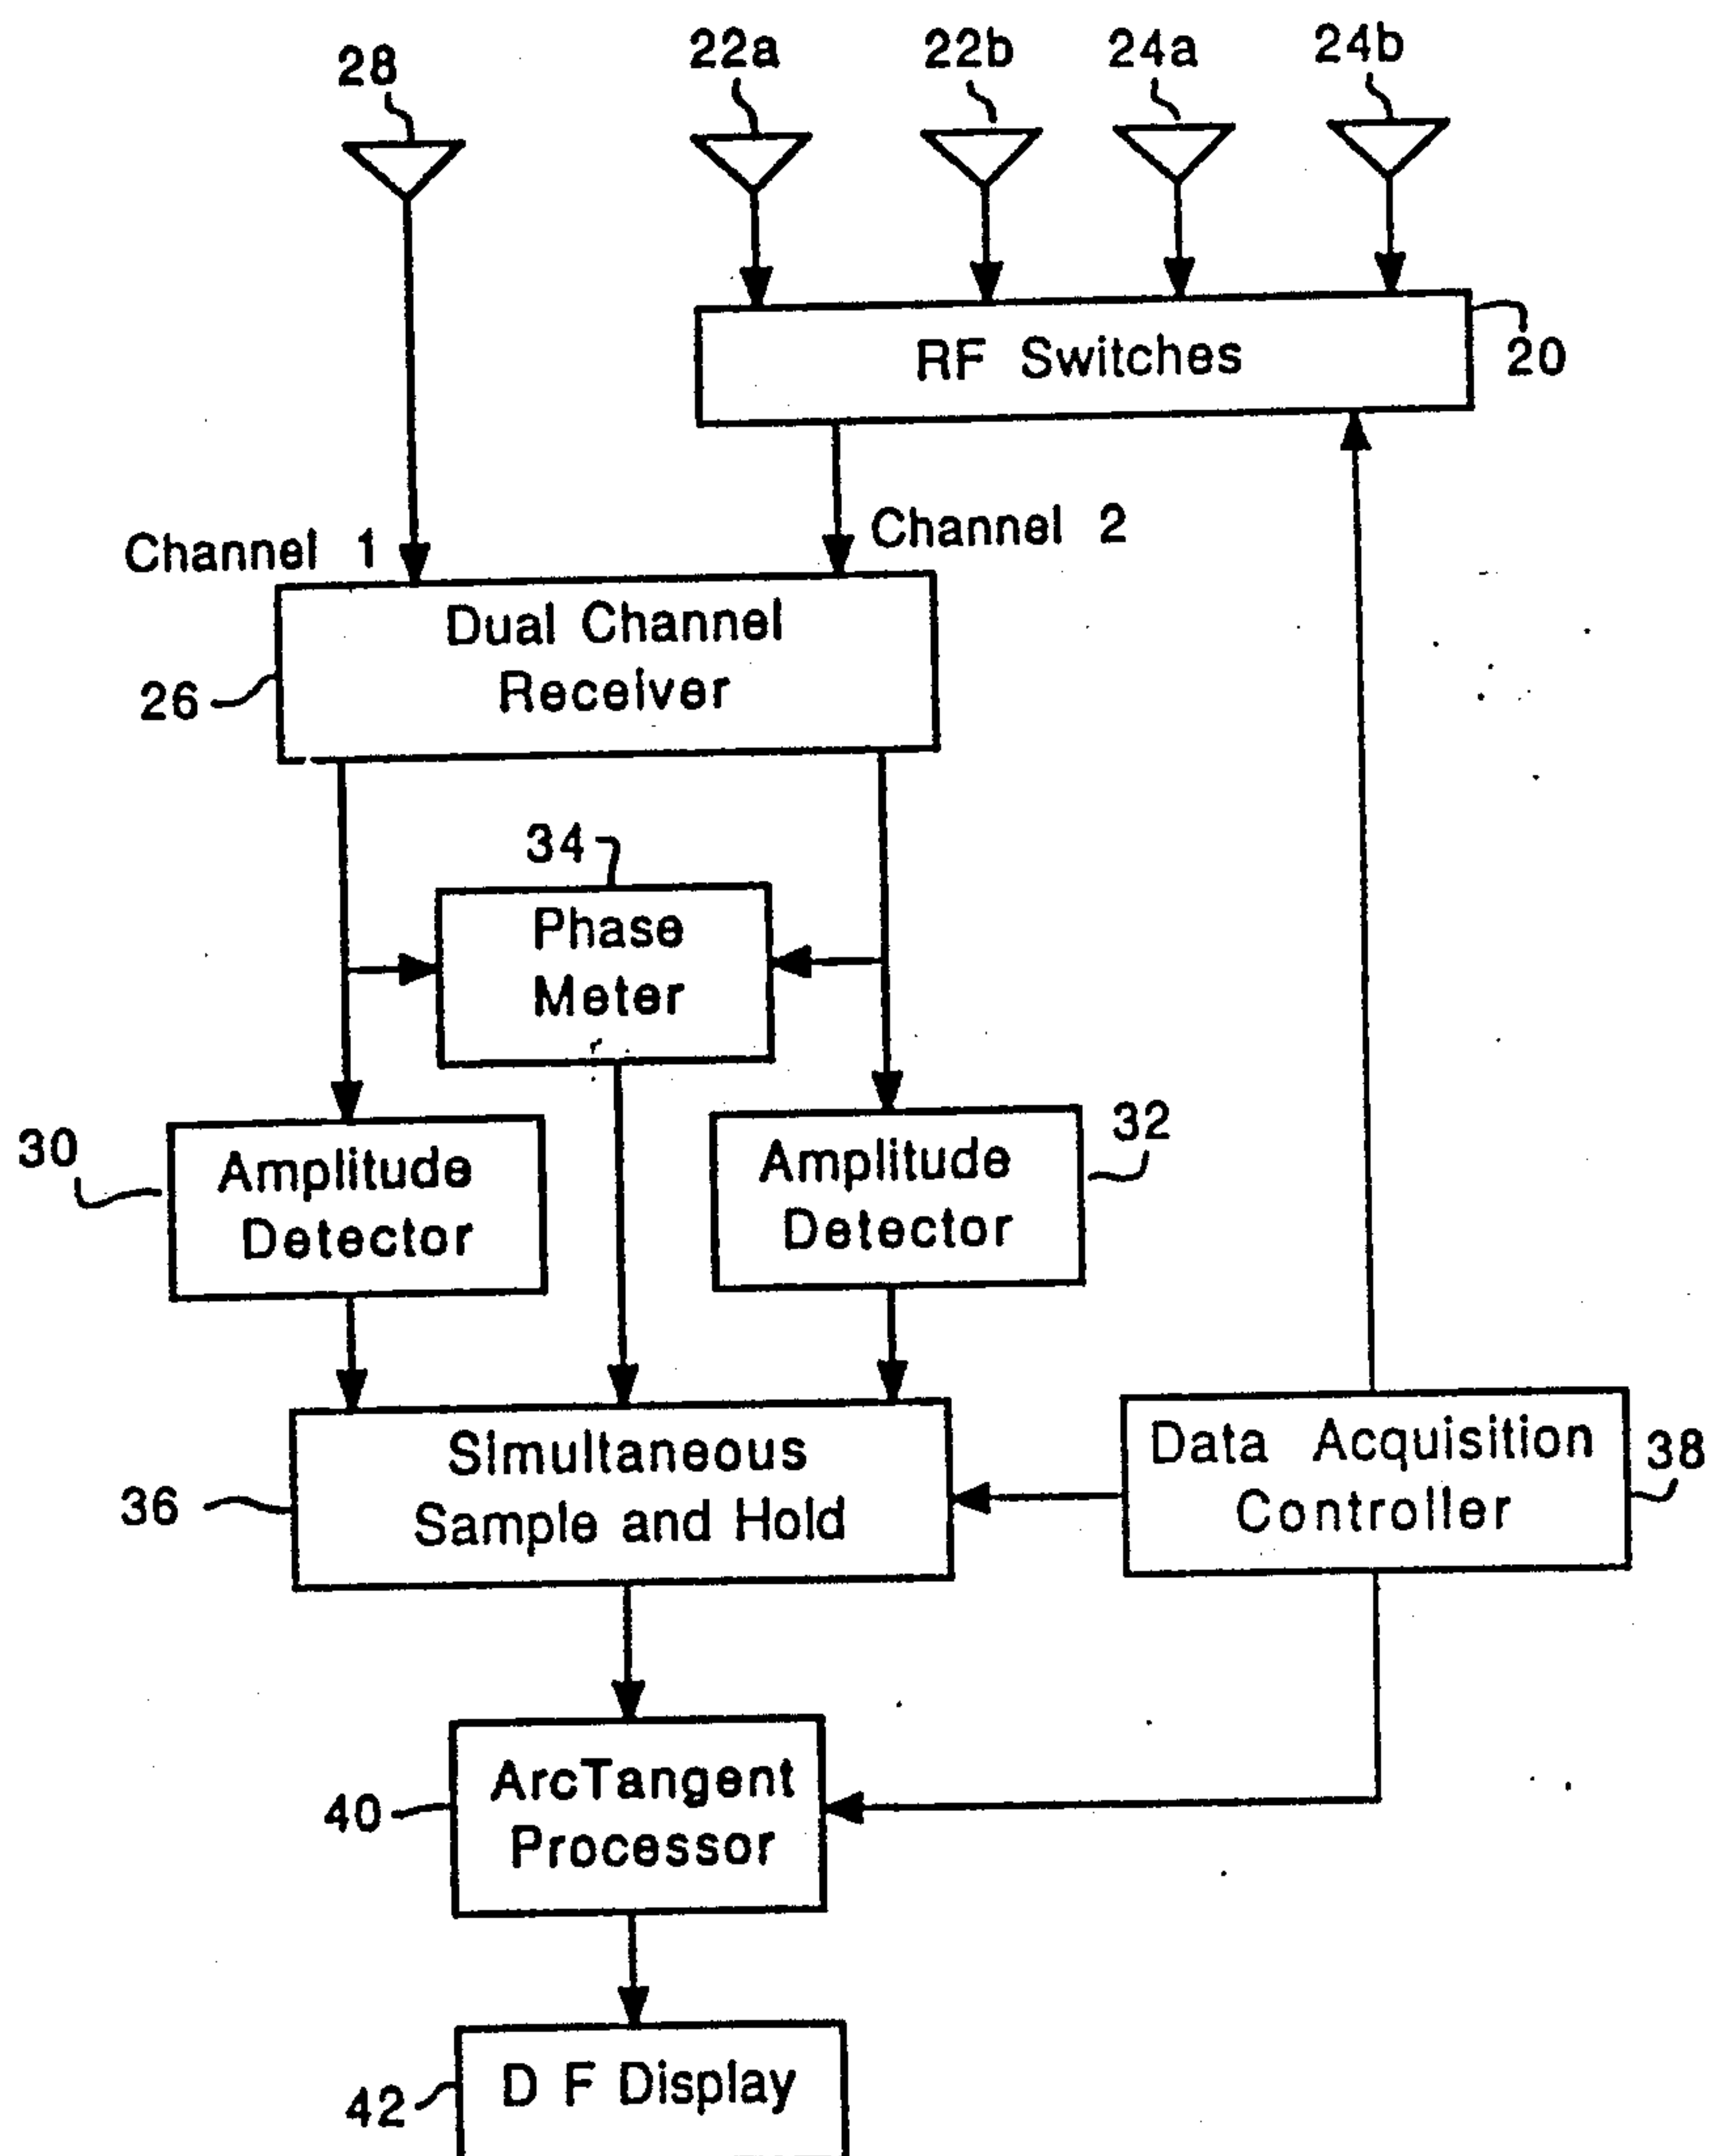 28
22a
22b
24a
24b
RF Switches
20
Channel 1
Channel 2
Dual Channel
Receiver
26
34
Phase
Meter
30
Amplitude
Detector
Amplitude
Detector
32
Simultaneous
Sample and Hold
36
Data Acquisition
Controller
38
ArcTangent
Processor
40
D F Display
42